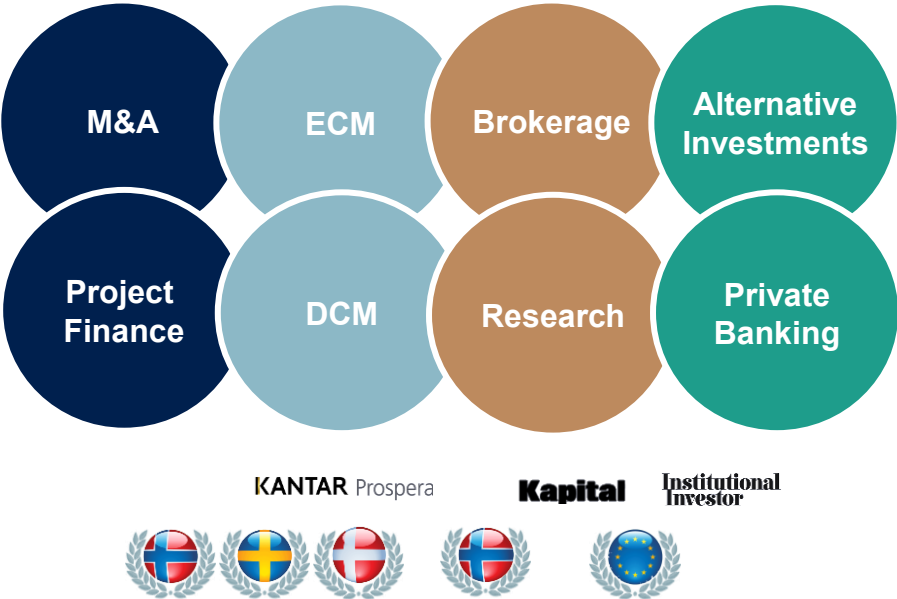 M&A
ECM
Brokerage
Alternative
Investments
Project
Finance
DCM
Research
Private
Banking
KANTAR Prospera
Kapital
Institutional
Investor